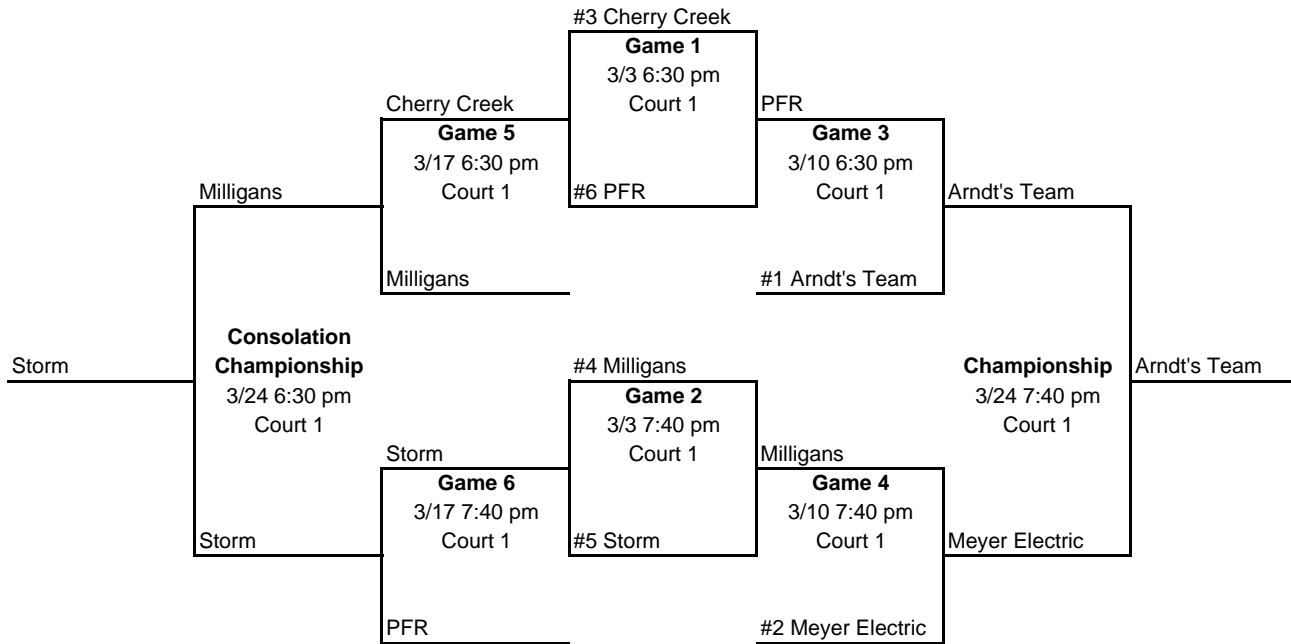 #3 Cherry Creek
Game 1
3/3 6:30 pm
Cherry Creek
Court 1
PFR
Game 5
Game 3
3/17 6:30 pm
3/10 6:30 pm
Milligans
Court 1
#6 PFR
Court 1
Arndt's Team
Milligans
#1 Arndt's Team
Consolation
Storm
Championship
#4 Milligans
Championship
Arndt's Team
3/24 6:30 pm
Game 2
3/24 7:40 pm
Court 1
3/3 7:40 pm
Court 1
Storm
Court 1
Milligans
Game 6
Game 4
3/17 7:40 pm
3/10 7:40 pm
Storm
Court 1
#5 Storm
Court 1
Meyer Electric
PFR
#2 Meyer Electric